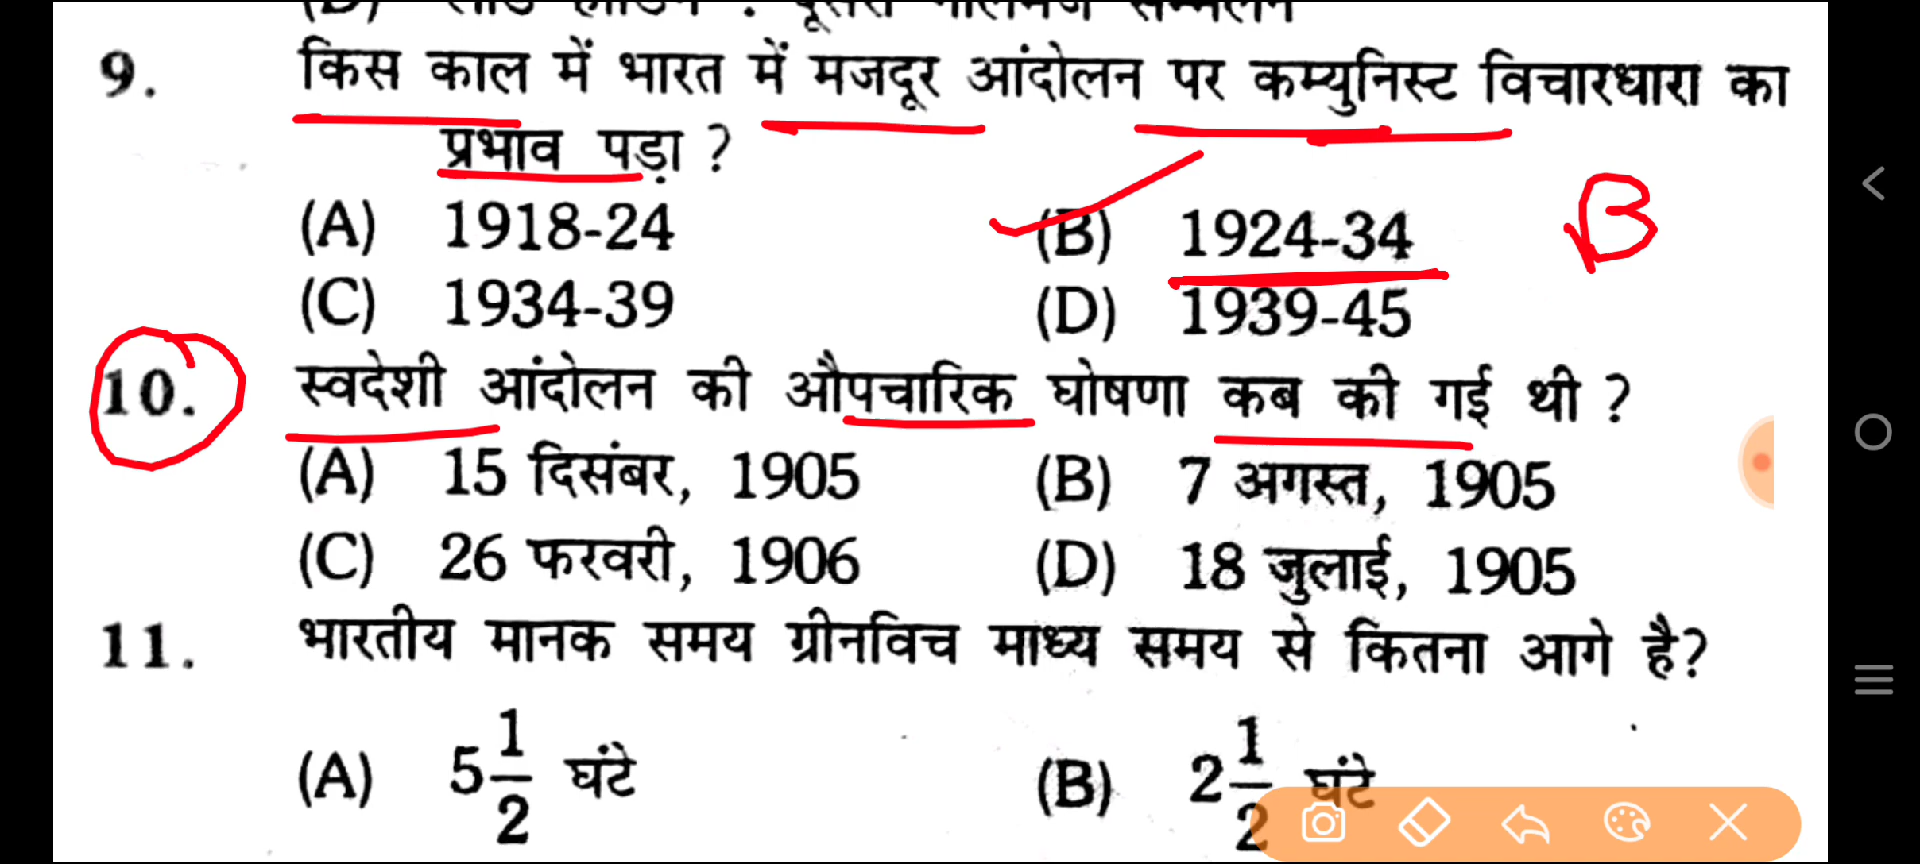 9. किस काल में भारत में मजदूर आंदोलन पर कम्युनिस्ट विचारधारा का
प्रभाव पड़ा ?
(A) 1918-24 (B) 1924-34 B
(C) 1934-39 (D) 1939-45
10. स्वदेशी आंदोलन की औपचारिक घोषणा कब की गई थी ?
(A) 15 दिसंबर, 1905 (B) 7 अगस्त, 1905
(C) 26 फरवरी, 1906 (D) 18 जुलाई, 1905
11. भारतीय मानक समय ग्रीनविच माध्य समय से कितना आगे है?
(A) 5 1/2 घंटे (B) 2 1/2 घंटे